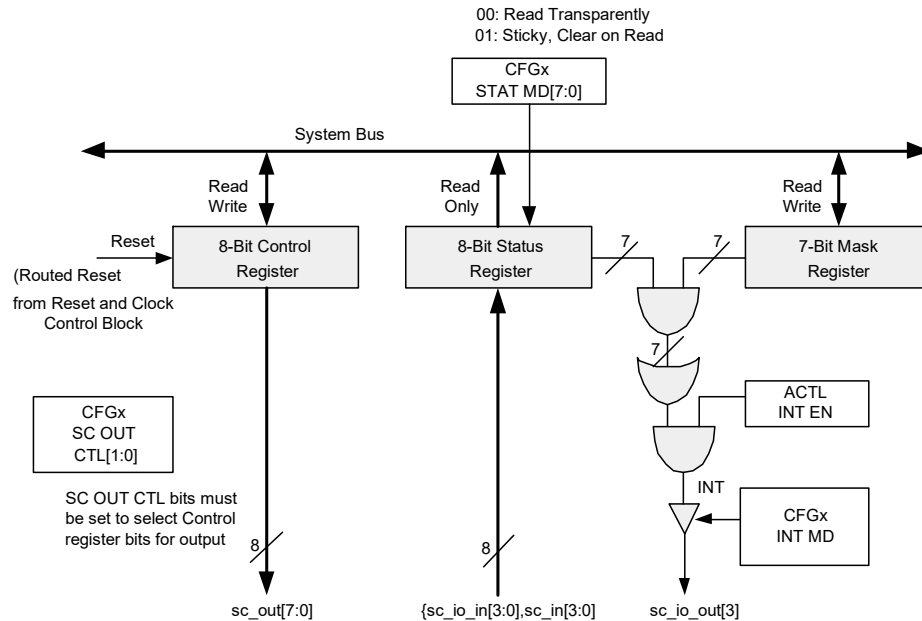 00: Read Transparently
01: Sticky, Clear on Read
CFGx
STAT MD[7:0]
System Bus
Read
Write
Read
Only
Read
Write
Reset
(Routed Reset
from Reset and Clock
Control Block
8-Bit Control
Register
8-Bit Status
Register
7
7
7-Bit Mask
Register
7
ACTL
INT EN
CFGx
SC OUT
CTL[1:0]
INT
SC OUT CTL bits must
be set to select Control
register bits for output
CFGx
INT MD
8
8
sc_out[7:0]
{sc_io_in[3:0],sc_in[3:0]
sc_io_out[3]